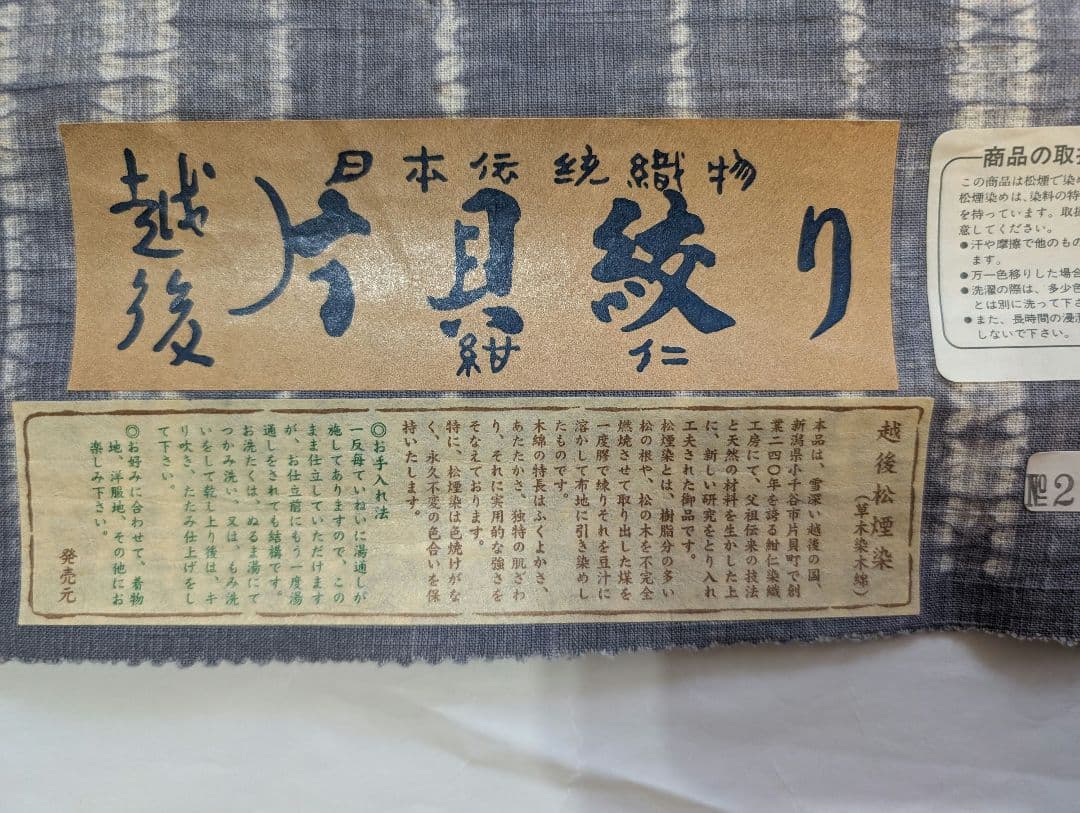 日本伝統織物
越後
片貝絞り
紺仁
越後松煙染
(草木染木綿)
本品は、雪深い越後の国、
新潟県小千谷市片貝町で創
業二四〇年を誇る紺仁染織
工房にて、父祖伝来の技法
と天然の材料を生かした上
に、新しい研究をとり入れ
工夫された御品です。
松煙染とは、樹脂分の多い
松の根や、松の木を不完全
燃焼させて取り出した煤を
一度膠で練りそれを豆汁に
溶かして布地に引き染めし
たものです。
木綿の特長はふくよかさ、
あたたかさ、独特の肌ざわ
り、それに実用的な強さを
そなえております。
特に、松煙染は色焼けがな
く、永久不変の色合いを保
持いたします。
◎お手入れ法
一反毎ていねいに湯通しが
施してありますので、この
まま仕立していただけます
が、お仕立前にもう一度湯
通しをされても結構です。
お洗たくは、ぬるま湯にて
つかみ洗い、又は、もみ洗
いをして乾し上り後は、キ
リ吹き、たたみ仕上げをし
て下さい。
◎お好みに合わせて、着物
地、洋服地、その他にお
楽しみ下さい。
発売元
商品の取
この商品は松煙で染め
松煙染めは、染料の特
を持っています。取扱
意してください。
●汗や摩擦で他のもの
ます。
●万一色移りした場合
●洗濯の際は、多少色
とは別に洗って下さ
●また、長時間の浸漬
しないで下さい。
2